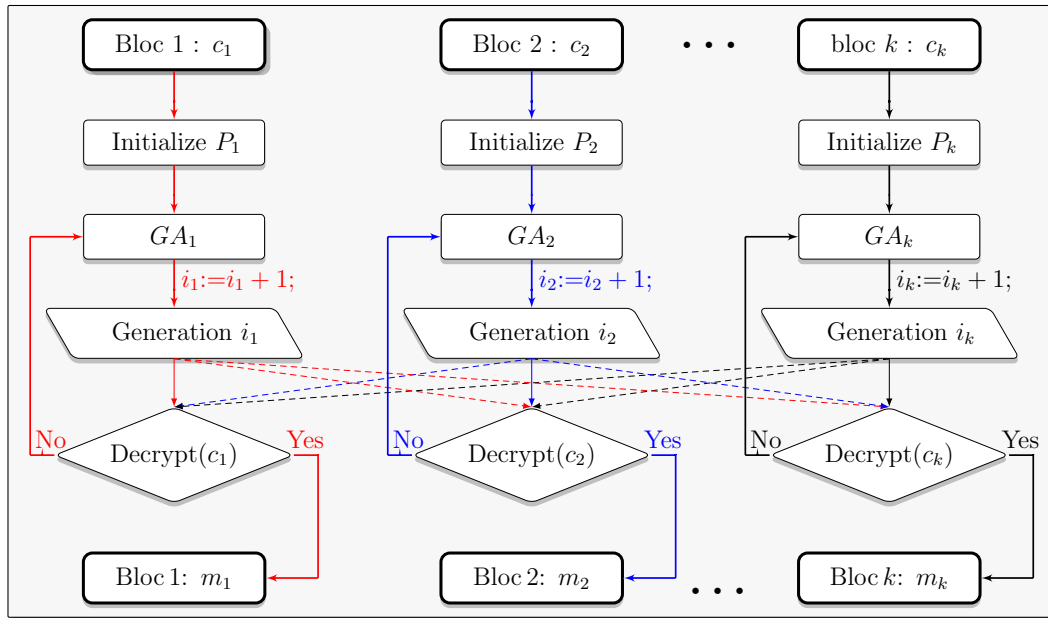 Bloc 1 : c₁ Bloc 2 : c₂ • • • bloc k : cₖ
Initialize P₁ Initialize P₂ Initialize Pₖ
GA₁ GA₂ GAₖ
i₁:=i₁ + 1; i₂:=i₂ + 1; iₖ:=iₖ + 1;
Generation i₁ Generation i₂ Generation iₖ
No Decrypt(c₁) Yes No Decrypt(c₂) Yes No Decrypt(cₖ) Yes
Bloc 1: m₁ Bloc 2: m₂ • • • Bloc k: mₖ